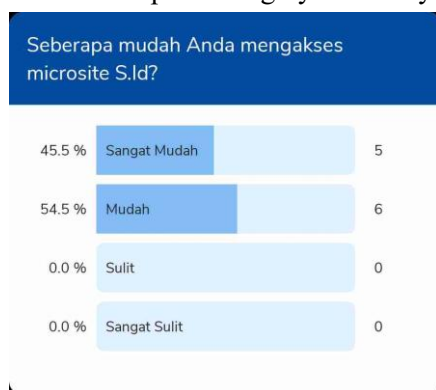 Seberapa mudah Anda mengakses
microsite S.Id?
45.5 % Sangat Mudah 5
54.5 % Mudah 6
0.0 % Sulit 0
0.0 % Sangat Sulit 0